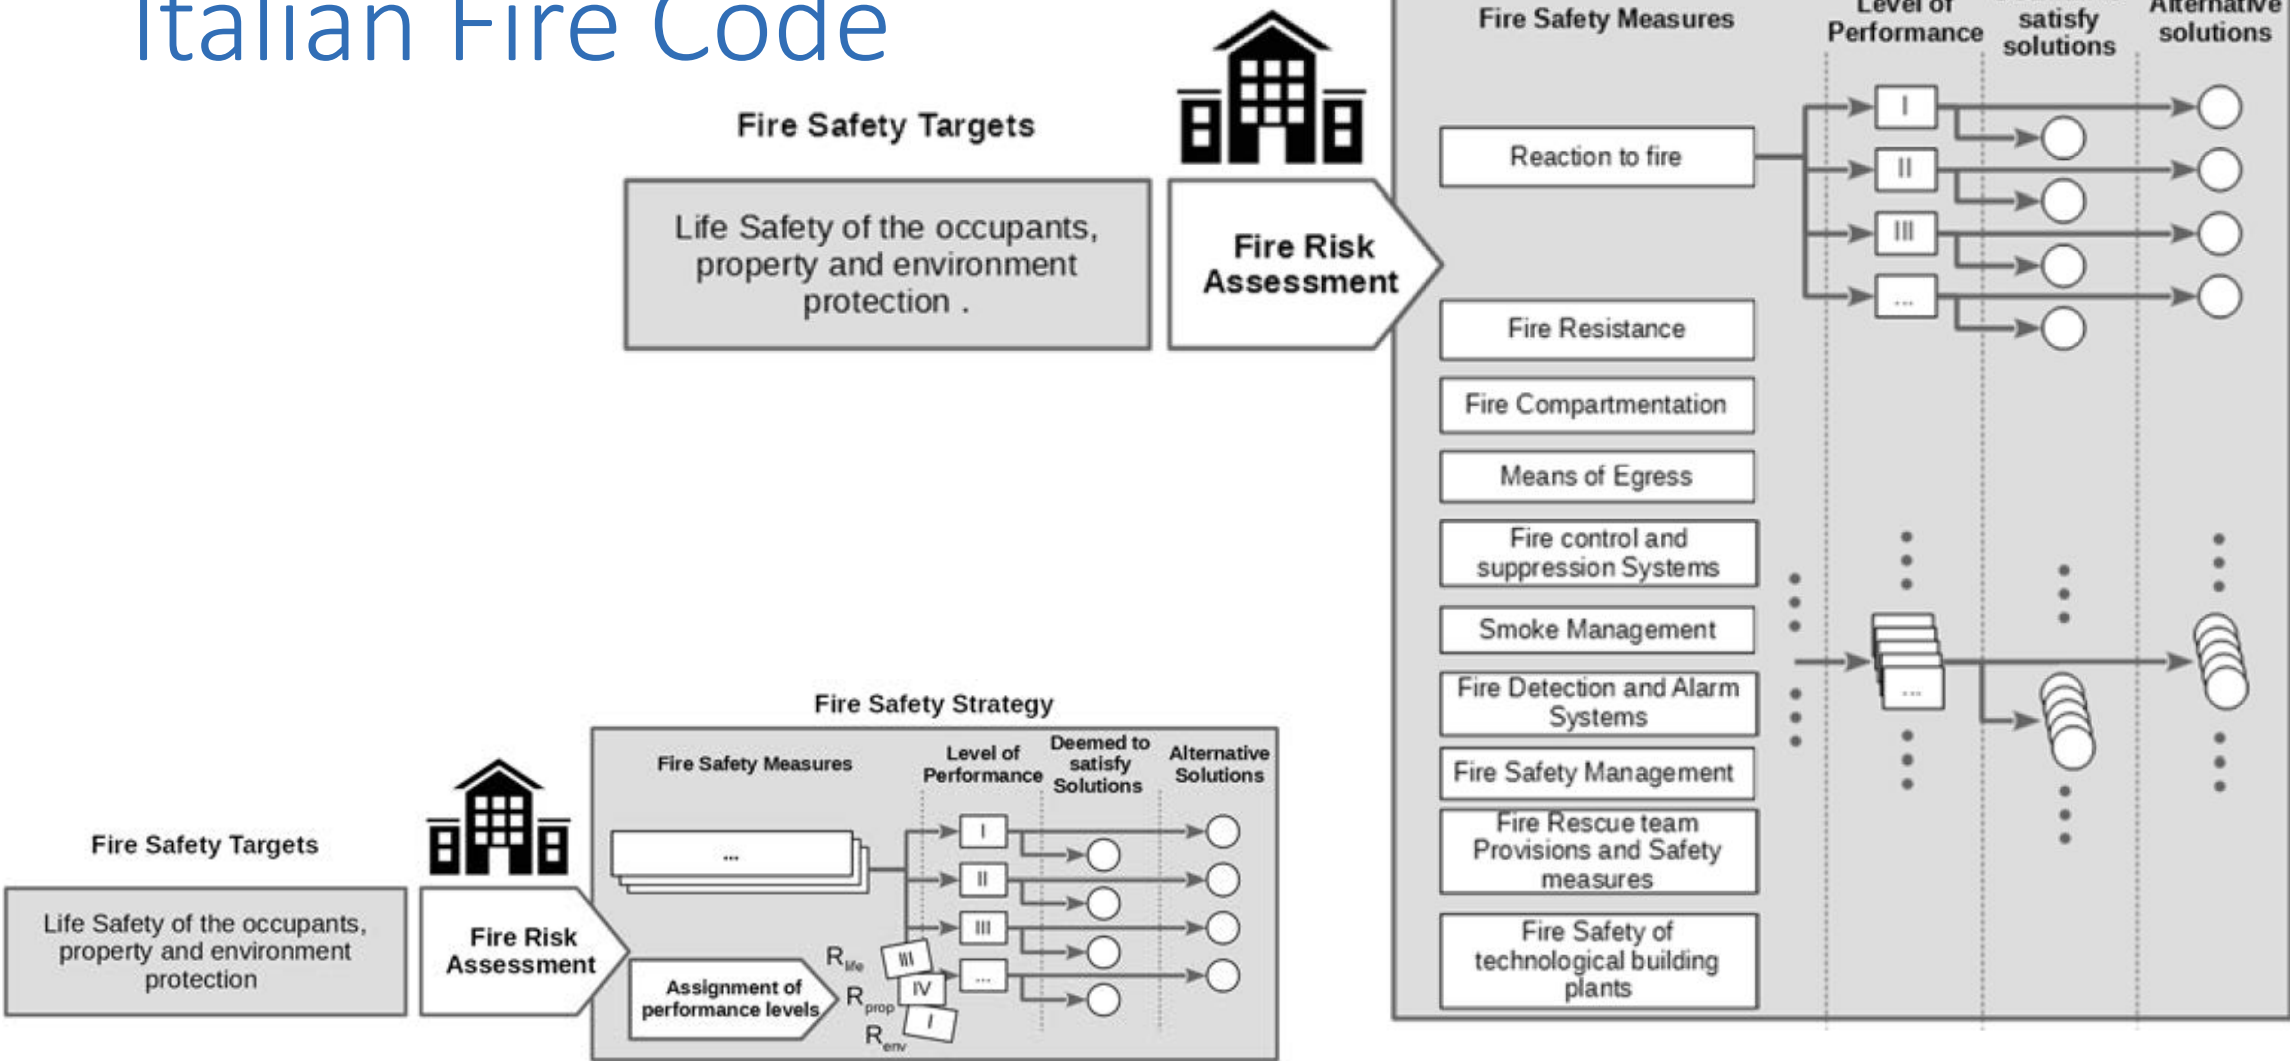 Italian Fire Code
Fire Safety Targets
Life Safety of the occupants,
property and environment
protection .
Fire Risk
Assessment
Fire Safety Measures
Level of
Performance
satisfy
solutions
Alternative
solutions
Reaction to fire
I
II
III
...
Fire Resistance
Fire Compartmentation
Means of Egress
Fire control and
suppression Systems
Smoke Management
Fire Detection and Alarm
Systems
Fire Safety Management
Fire Rescue team
Provisions and Safety
measures
Fire Safety of
technological building
plants
...
Fire Safety Strategy
Fire Safety Targets
Life Safety of the occupants,
property and environment
protection
Fire Risk
Assessment
Fire Safety Measures
Level of
Performance
Deemed to
satisfy
Solutions
Alternative
Solutions
...
I
II
III
...
Assignment of
performance levels
R life
R prop
R env
III
IV
I